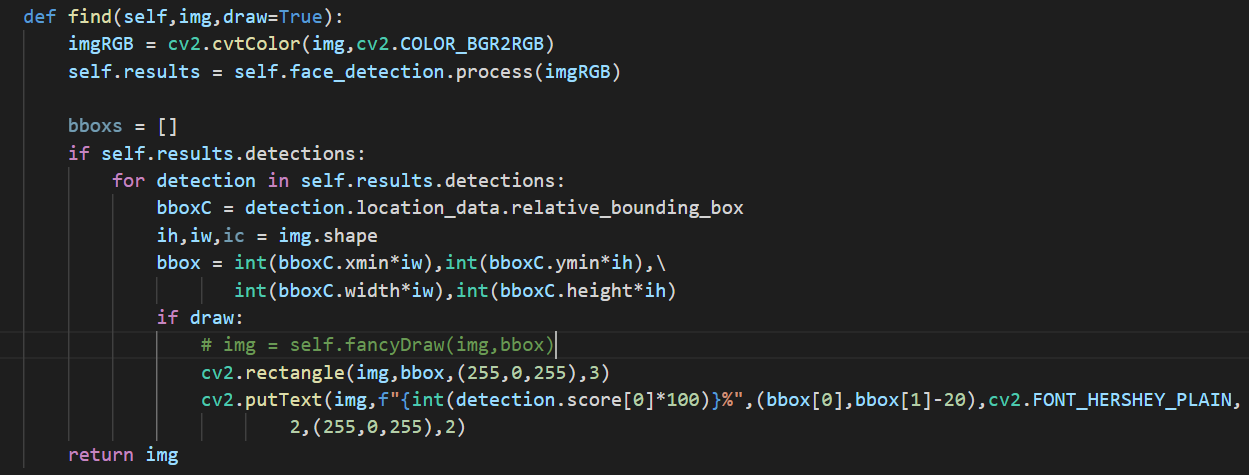 def find(self,img,draw=True):
    imgRGB = cv2.cvtColor(img,cv2.COLOR_BGR2RGB)
    self.results = self.face_detection.process(imgRGB)

    bboxs = []
    if self.results.detections:
        for detection in self.results.detections:
            bboxC = detection.location_data.relative_bounding_box
            ih,iw,ic = img.shape
            bbox = int(bboxC.xmin*iw),int(bboxC.ymin*ih),\
                   int(bboxC.width*iw),int(bboxC.height*ih)
            if draw:
                # img = self.fancyDraw(img,bbox)
                cv2.rectangle(img,bbox,(255,0,255),3)
                cv2.putText(img,f"{int(detection.score[0]*100)}%",(bbox[0],bbox[1]-20),cv2.FONT_HERSHEY_PLAIN,
                        2,(255,0,255),2)
    return img